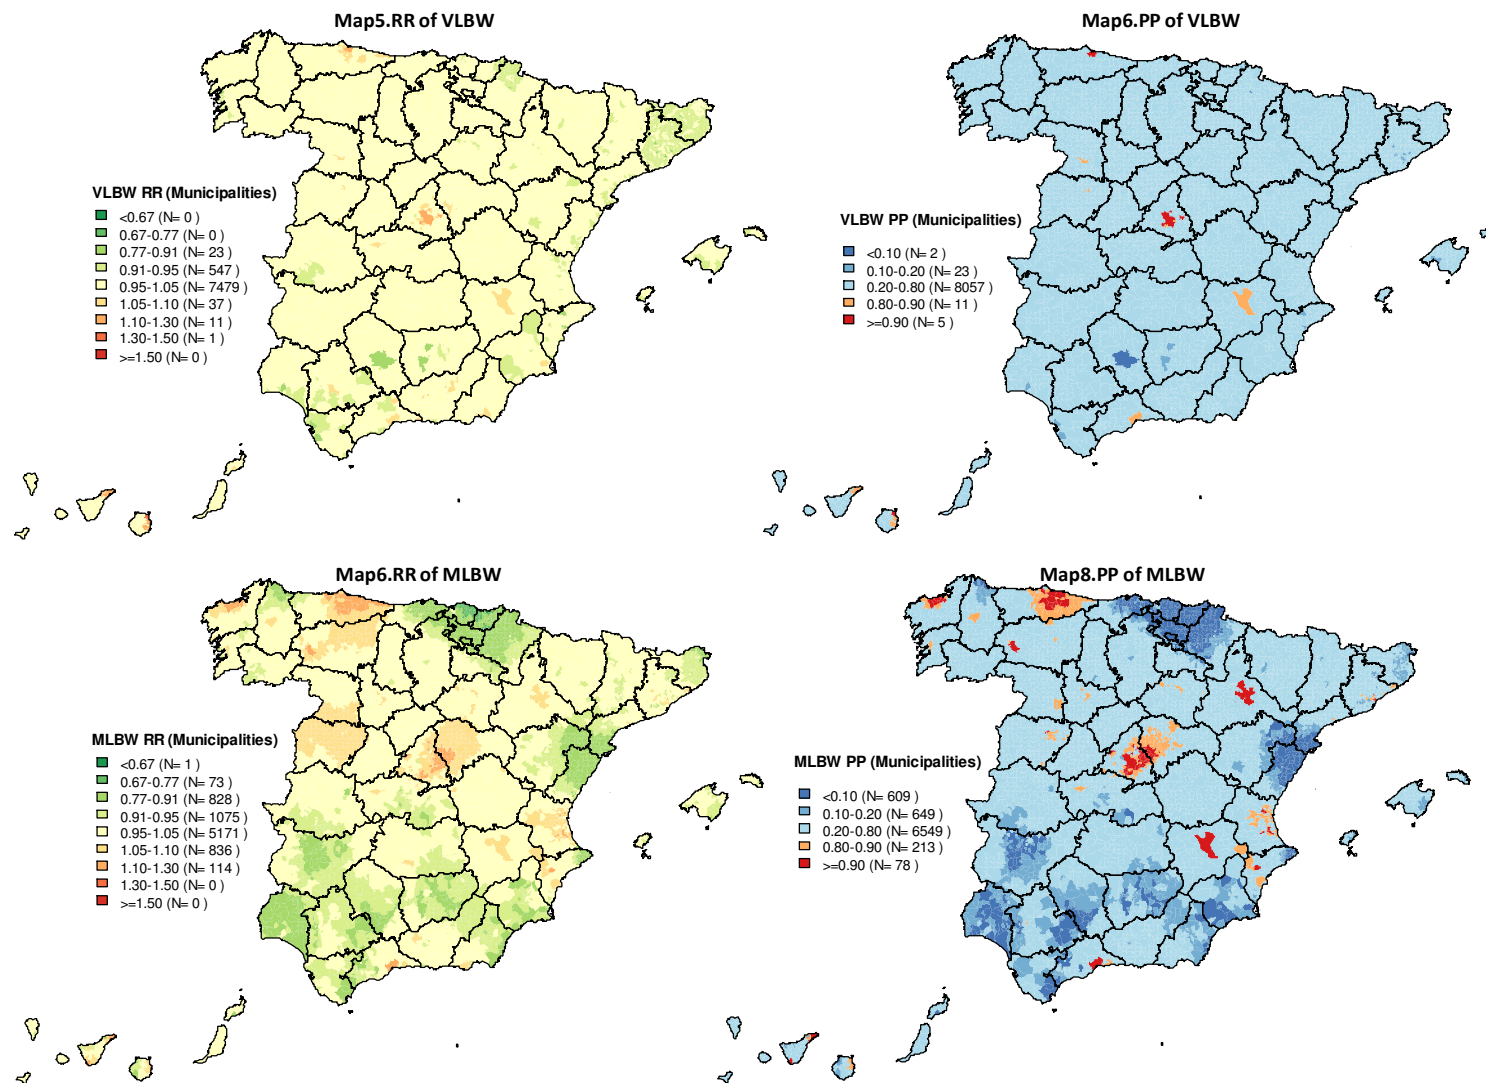 Map5.RR of VLBW
Map6.PP of VLBW
VLBW RR (Municipalities)
<0.67 (N= 0 )
0.67-0.77 (N= 0 )
0.77-0.91 (N= 23 )
0.91-0.95 (N= 547 )
0.95-1.05 (N= 7479 )
1.05-1.10 (N= 37 )
1.10-1.30 (N= 11 )
1.30-1.50 (N= 1 )
>=1.50 (N= 0 )
VLBW PP (Municipalities)
<0.10 (N= 2 )
0.10-0.20 (N= 23 )
0.20-0.80 (N= 8057 )
0.80-0.90 (N= 11 )
>=0.90 (N= 5 )
Map6.RR of MLBW
Map8.PP of MLBW
MLBW RR (Municipalities)
<0.67 (N= 1 )
0.67-0.77 (N= 73 )
0.77-0.91 (N= 828 )
0.91-0.95 (N= 1075 )
0.95-1.05 (N= 5171 )
1.05-1.10 (N= 836 )
1.10-1.30 (N= 114 )
1.30-1.50 (N= 0 )
>=1.50 (N= 0 )
MLBW PP (Municipalities)
<0.10 (N= 609 )
0.10-0.20 (N= 649 )
0.20-0.80 (N= 6549 )
0.80-0.90 (N= 213 )
>=0.90 (N= 78 )